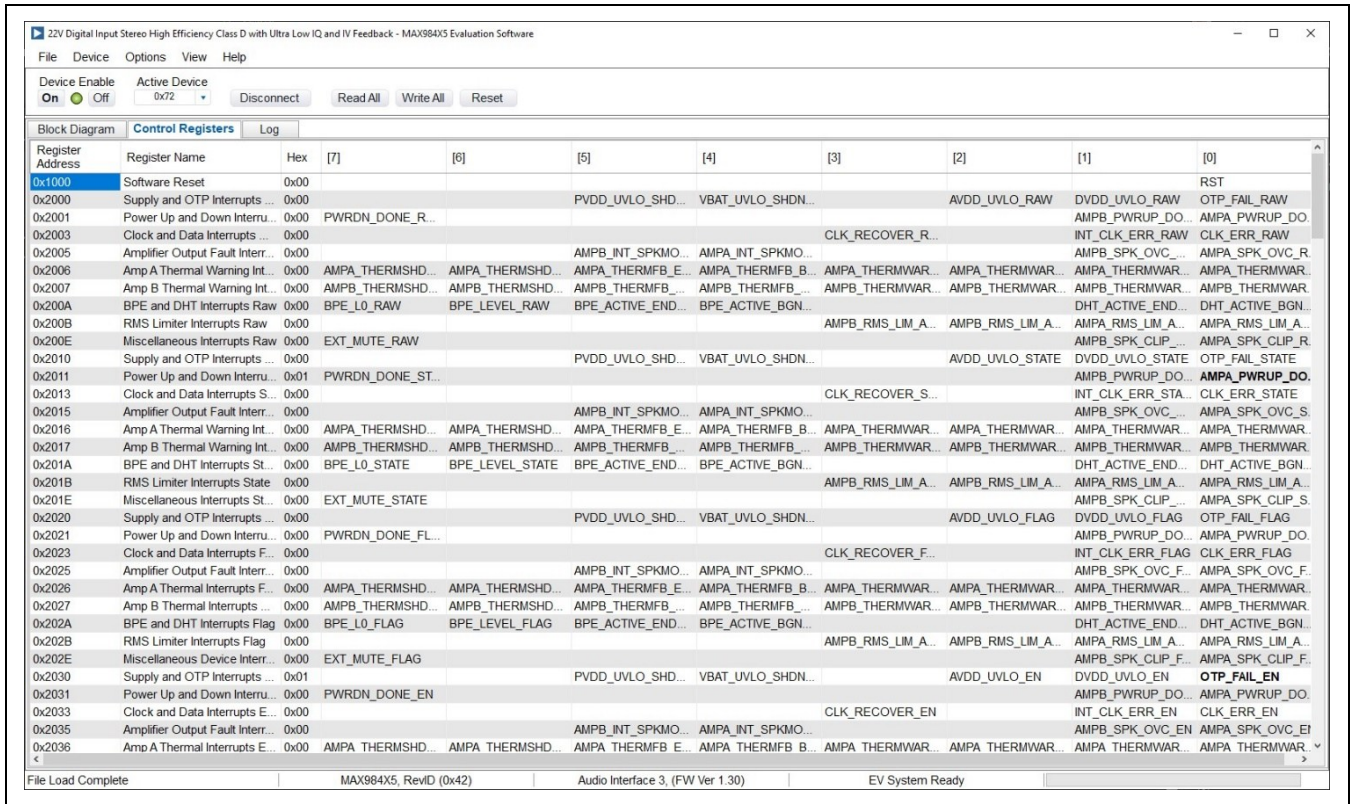 22V Digital Input Stereo High Efficiency Class D with Ultra Low IQ and IV Feedback - MAX984X5 Evaluation Software
File Device Options View Help
Device Enable Active Device
On Off 0x72 Disconnect Read All Write All Reset
Block Diagram Control Registers Log
Register Address Register Name Hex [7] [6] [5] [4] [3] [2] [1] [0]
0x1000 Software Reset 0x00 RST
0x2000 Supply and OTP Interrupts ... 0x00 PVDD_UVLO_SHD... VBAT_UVLO_SHDN... AVDD_UVLO_RAW DVDD_UVLO_RAW OTP_FAIL_RAW
0x2001 Power Up and Down Interru... 0x00 PWRDN_DONE_R... AMPB_PWRUP_DO... AMPA_PWRUP_DO.
0x2003 Clock and Data Interrupts ... 0x00 CLK_RECOVER_R... INT_CLK_ERR_RAW CLK_ERR_RAW
0x2005 Amplifier Output Fault Interr... 0x00 AMPB_INT_SPKMO... AMPA_INT_SPKMO... AMPB_SPK_OVC_... AMPA_SPK_OVC_R.
0x2006 Amp A Thermal Warning Int... 0x00 AMPA_THERMSHD... AMPA_THERMSHD... AMPA_THERMFB_E... AMPA_THERMFB_B... AMPA_THERMWAR... AMPA_THERMWAR... AMPA_THERMWAR... AMPA_THERMWAR.
0x2007 Amp B Thermal Warning Int... 0x00 AMPB_THERMSHD... AMPB_THERMSHD... AMPB_THERMFB_... AMPB_THERMFB_... AMPB_THERMWAR... AMPB_THERMWAR... AMPB_THERMWAR... AMPB_THERMWAR.
0x200A BPE and DHT Interrupts Raw 0x00 BPE_L0_RAW BPE_LEVEL_RAW BPE_ACTIVE_END... BPE_ACTIVE_BGN... DHT_ACTIVE_END... DHT_ACTIVE_BGN.
0x200B RMS Limiter Interrupts Raw 0x00 AMPB_RMS_LIM_A... AMPB_RMS_LIM_A... AMPA_RMS_LIM_A... AMPA_RMS_LIM_A.
0x200E Miscellaneous Interrupts Raw 0x00 EXT_MUTE_RAW AMPB_SPK_CLIP_... AMPA_SPK_CLIP_R.
0x2010 Supply and OTP Interrupts ... 0x00 PVDD_UVLO_SHD... VBAT_UVLO_SHDN... AVDD_UVLO_STATE DVDD_UVLO_STATE OTP_FAIL_STATE
0x2011 Power Up and Down Interru... 0x01 PWRDN_DONE_ST... AMPB_PWRUP_DO... AMPA_PWRUP_DO.
0x2013 Clock and Data Interrupts S... 0x00 CLK_RECOVER_S... INT_CLK_ERR_STA... CLK_ERR_STATE
0x2015 Amplifier Output Fault Interr... 0x00 AMPB_INT_SPKMO... AMPA_INT_SPKMO... AMPB_SPK_OVC_... AMPA_SPK_OVC_S.
0x2016 Amp A Thermal Warning Int... 0x00 AMPA_THERMSHD... AMPA_THERMSHD... AMPA_THERMFB_E... AMPA_THERMFB_B... AMPA_THERMWAR... AMPA_THERMWAR... AMPA_THERMWAR... AMPA_THERMWAR.
0x2017 Amp B Thermal Warning Int... 0x00 AMPB_THERMSHD... AMPB_THERMSHD... AMPB_THERMFB_... AMPB_THERMFB_... AMPB_THERMWAR... AMPB_THERMWAR... AMPB_THERMWAR... AMPB_THERMWAR.
0x201A BPE and DHT Interrupts St... 0x00 BPE_L0_STATE BPE_LEVEL_STATE BPE_ACTIVE_END... BPE_ACTIVE_BGN... DHT_ACTIVE_END... DHT_ACTIVE_BGN.
0x201B RMS Limiter Interrupts State 0x00 AMPB_RMS_LIM_A... AMPB_RMS_LIM_A... AMPA_RMS_LIM_A... AMPA_RMS_LIM_A.
0x201E Miscellaneous Interrupts St... 0x00 EXT_MUTE_STATE AMPB_SPK_CLIP_... AMPA_SPK_CLIP_S.
0x2020 Supply and OTP Interrupts ... 0x00 PVDD_UVLO_SHD... VBAT_UVLO_SHDN... AVDD_UVLO_FLAG DVDD_UVLO_FLAG OTP_FAIL_FLAG
0x2021 Power Up and Down Interru... 0x00 PWRDN_DONE_FL... AMPB_PWRUP_DO... AMPA_PWRUP_DO.
0x2023 Clock and Data Interrupts F... 0x00 CLK_RECOVER_F... INT_CLK_ERR_FLAG CLK_ERR_FLAG
0x2025 Amplifier Output Fault Interr... 0x00 AMPB_INT_SPKMO... AMPA_INT_SPKMO... AMPB_SPK_OVC_F... AMPA_SPK_OVC_F.
0x2026 Amp A Thermal Interrupts F... 0x00 AMPA_THERMSHD... AMPA_THERMSHD... AMPA_THERMFB_E... AMPA_THERMFB_B... AMPA_THERMWAR... AMPA_THERMWAR... AMPA_THERMWAR... AMPA_THERMWAR.
0x2027 Amp B Thermal Interrupts ... 0x00 AMPB_THERMSHD... AMPB_THERMSHD... AMPB_THERMFB_... AMPB_THERMFB_... AMPB_THERMWAR... AMPB_THERMWAR... AMPB_THERMWAR... AMPB_THERMWAR.
0x202A BPE and DHT Interrupts Flag 0x00 BPE_L0_FLAG BPE_LEVEL_FLAG BPE_ACTIVE_END... BPE_ACTIVE_BGN... DHT_ACTIVE_END... DHT_ACTIVE_BGN.
0x202B RMS Limiter Interrupts Flag 0x00 AMPB_RMS_LIM_A... AMPB_RMS_LIM_A... AMPA_RMS_LIM_A... AMPA_RMS_LIM_A.
0x202E Miscellaneous Device Interr... 0x00 EXT_MUTE_FLAG AMPB_SPK_CLIP_F... AMPA_SPK_CLIP_F.
0x2030 Supply and OTP Interrupts ... 0x01 PVDD_UVLO_SHD... VBAT_UVLO_SHDN... AVDD_UVLO_EN DVDD_UVLO_EN OTP_FAIL_EN
0x2031 Power Up and Down Interru... 0x00 PWRDN_DONE_EN AMPB_PWRUP_DO... AMPA_PWRUP_DO.
0x2033 Clock and Data Interrupts E... 0x00 CLK_RECOVER_EN INT_CLK_ERR_EN CLK_ERR_EN
0x2035 Amplifier Output Fault Interr... 0x00 AMPB_INT_SPKMO... AMPA_INT_SPKMO... AMPB_SPK_OVC_EN AMPA_SPK_OVC_EN
0x2036 Amp A Thermal Interrupts E... 0x00 AMPA_THERMSHD... AMPA_THERMSHD... AMPA_THERMFB_E... AMPA_THERMFB_B... AMPA_THERMWAR... AMPA_THERMWAR... AMPA_THERMWAR... AMPA_THERMWAR.
File Load Complete MAX984X5, RevID (0x42) Audio Interface 3, (FW Ver 1.30) EV System Ready